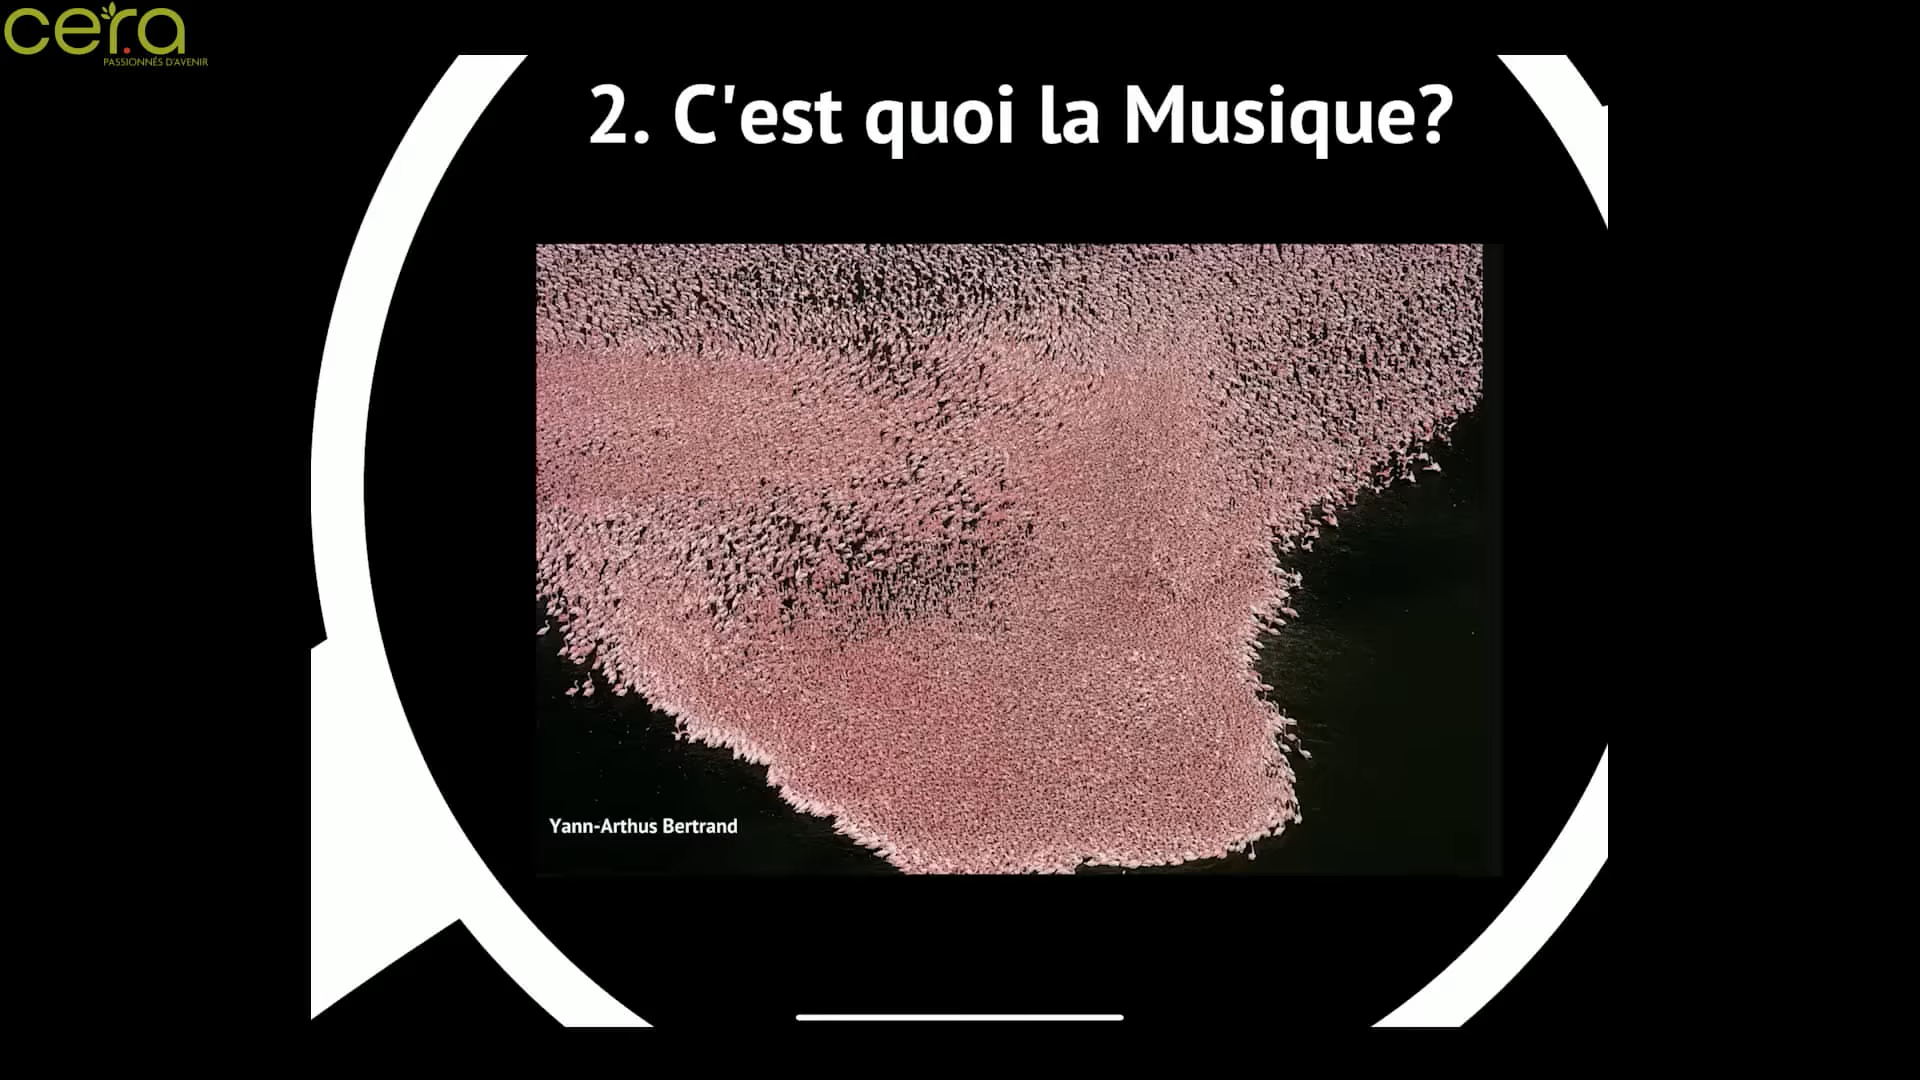 cera
PASSIONNÉS D'AVENIR
2. C'est quoi la Musique?
Yann-Arthus Bertrand